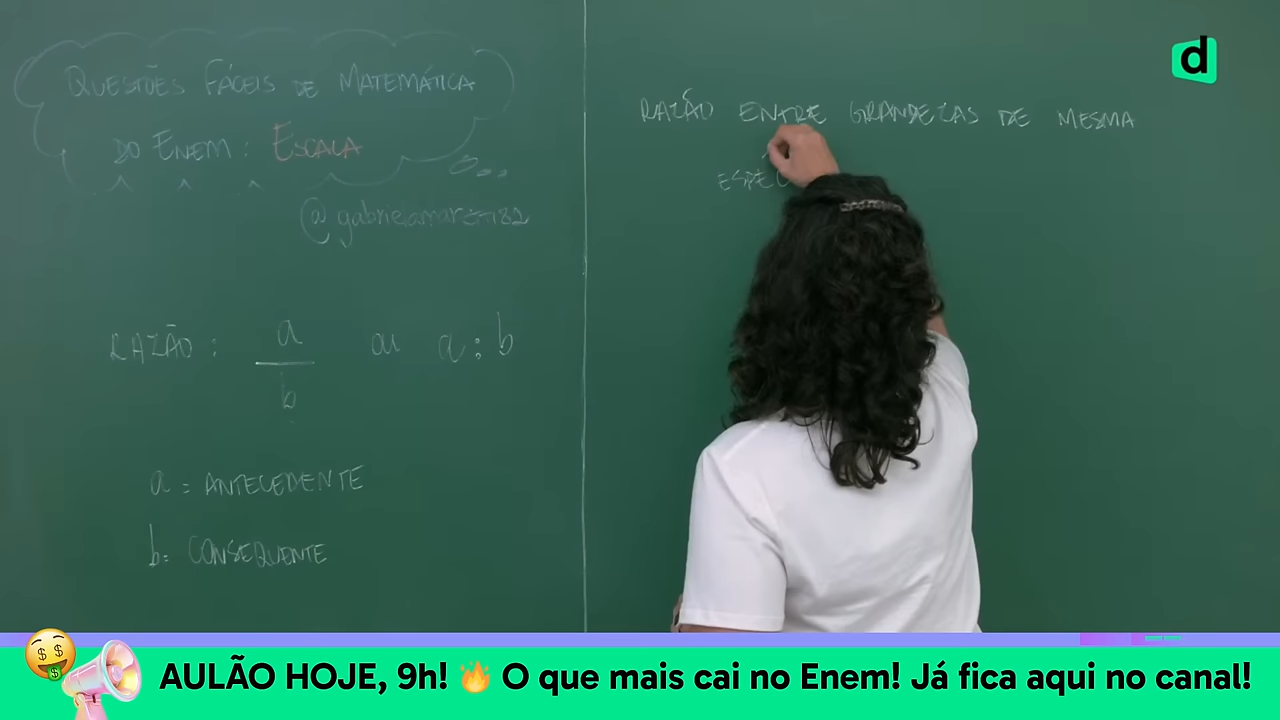 QUESTÕES FÁCEIS DE MATEMÁTICA
DO ENEM: ESCALA
RAZÃO: a/b ou a:b
a = ANTECEDENTE
b = CONSEQUENTE
RAZÃO ENTRE GRANDEZAS DE MESMA
ESPÉC
d
AULÃO HOJE, 9h! 🔥 O que mais cai no Enem! Já fica aqui no canal!